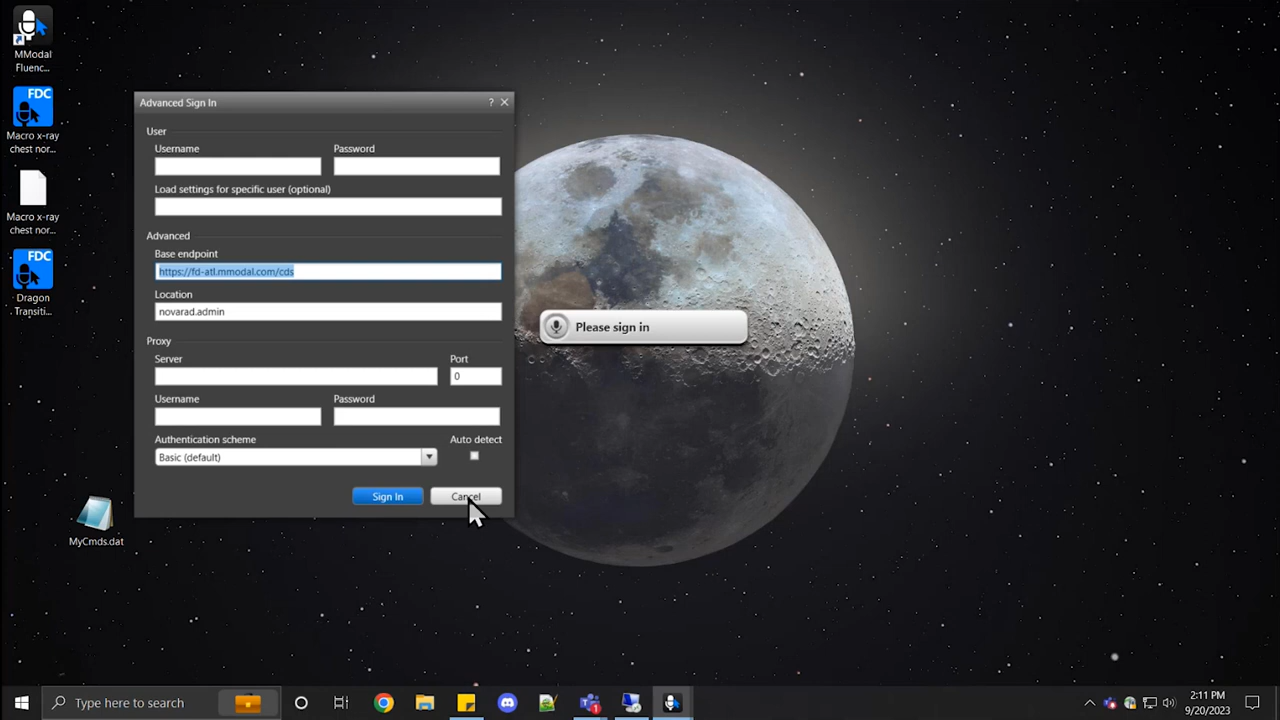 MModal
Fluenc...
FDC
Macro x-ray
chest nor...
Macro x-ray
chest nor...
FDC
Dragon
Transiti...
MyCmds.dat
Advanced Sign In
? ×
User
Username
Password
Load settings for specific user (optional)
Advanced
Base endpoint
https://fd-atl.mmodal.com/cds
Location
novarad.admin
Proxy
Server
Port
0
Username
Password
Authentication scheme
Auto detect
Basic (default)
Sign In
Cancel
Please sign in
Type here to search
1
2:11 PM
9/20/2023